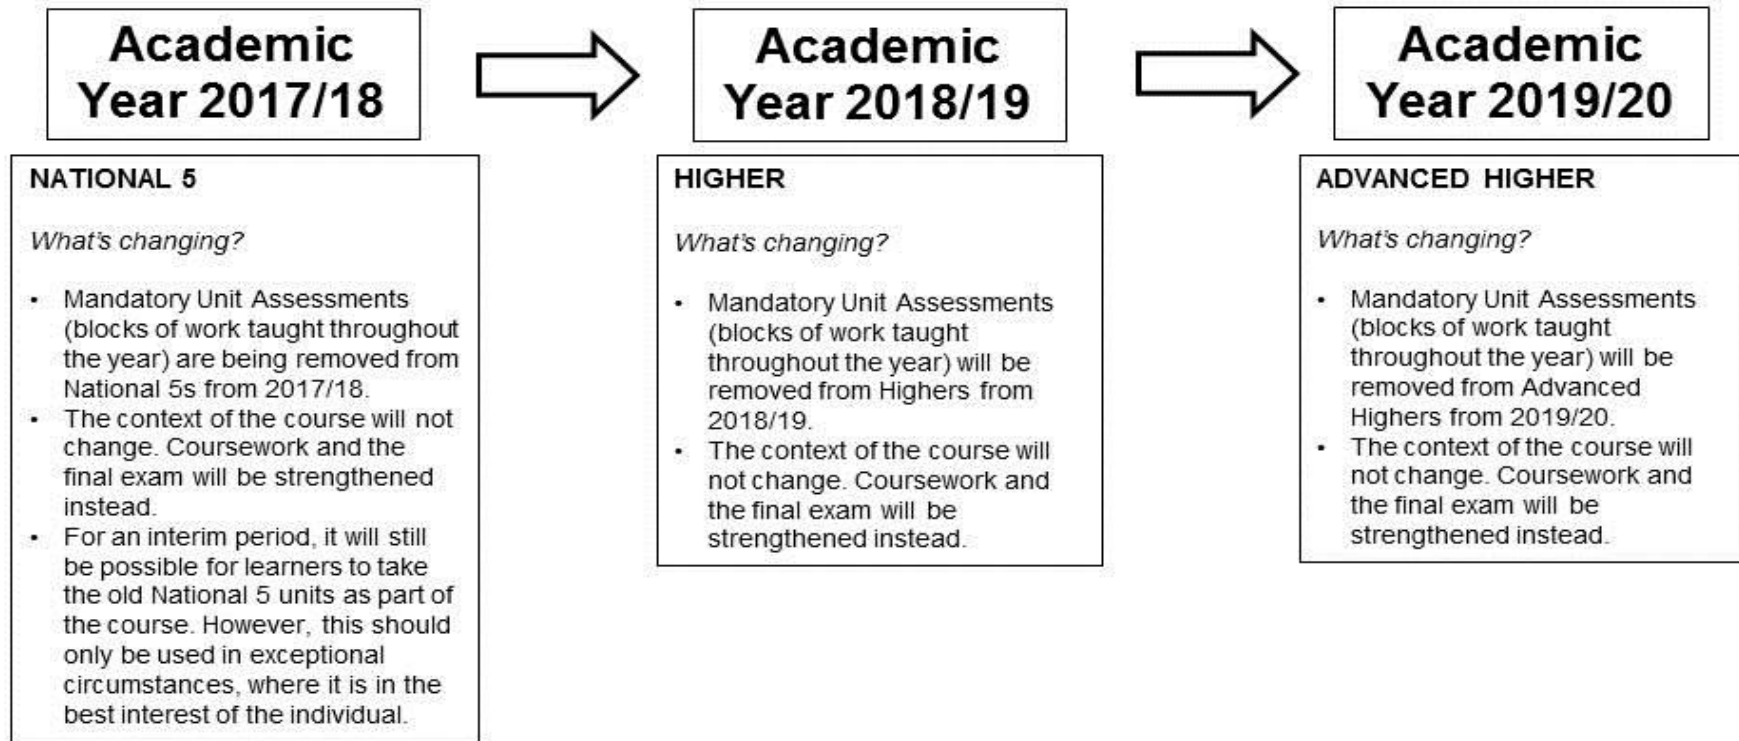 Academic
Year 2017/18
Academic
Year 2018/19
Academic
Year 2019/20
NATIONAL 5
What's changing?
• Mandatory Unit Assessments
(blocks of work taught throughout
the year) are being removed from
National 5s from 2017/18.
• The context of the course will not
change. Coursework and the
final exam will be strengthened
instead.
• For an interim period, it will still
be possible for learners to take
the old National 5 units as part of
the course. However, this should
only be used in exceptional
circumstances, where it is in the
best interest of the individual.
HIGHER
What's changing?
• Mandatory Unit Assessments
(blocks of work taught
throughout the year) will be
removed from Highers from
2018/19.
• The context of the course will
not change. Coursework and
the final exam will be
strengthened instead.
ADVANCED HIGHER
What's changing?
• Mandatory Unit Assessments
(blocks of work taught
throughout the year) will be
removed from Advanced
Highers from 2019/20.
• The context of the course will
not change. Coursework and
the final exam will be
strengthened instead.